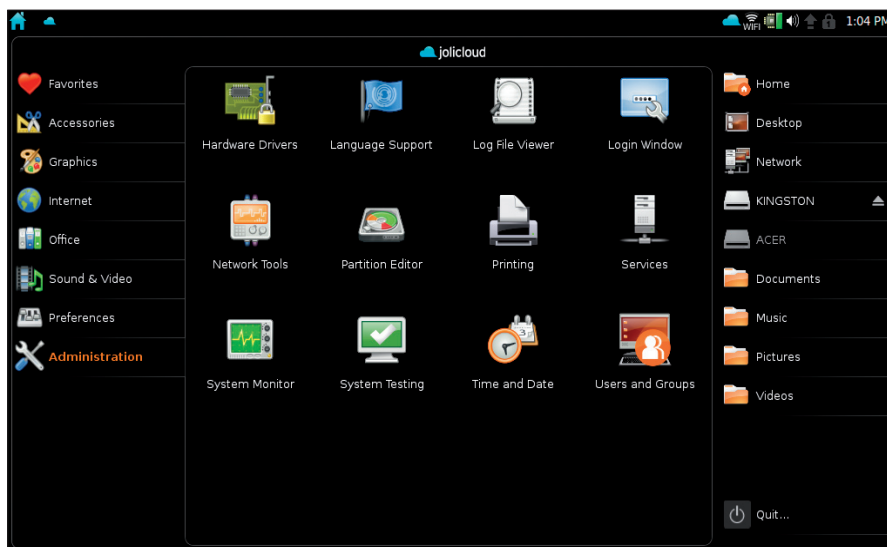 WIFI
1:04 PM
jolicloud
Favorites
Accessories
Graphics
Internet
Office
Sound & Video
Preferences
Administration
Hardware Drivers
Language Support
Log File Viewer
Login Window
Network Tools
Partition Editor
Printing
Services
System Monitor
System Testing
Time and Date
Users and Groups
Home
Desktop
Network
KINGSTON
ACER
Documents
Music
Pictures
Videos
Quit...